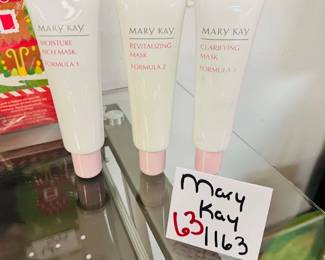 MARY KAY
MOISTURE
RICH MASK
FORMULA 1
MARY KAY
REVITALIZING
MASK
FORMULA 2
MARY KAY
CLARIFYING
MASK
FORMULA 3
Mary
Kay
63
1163